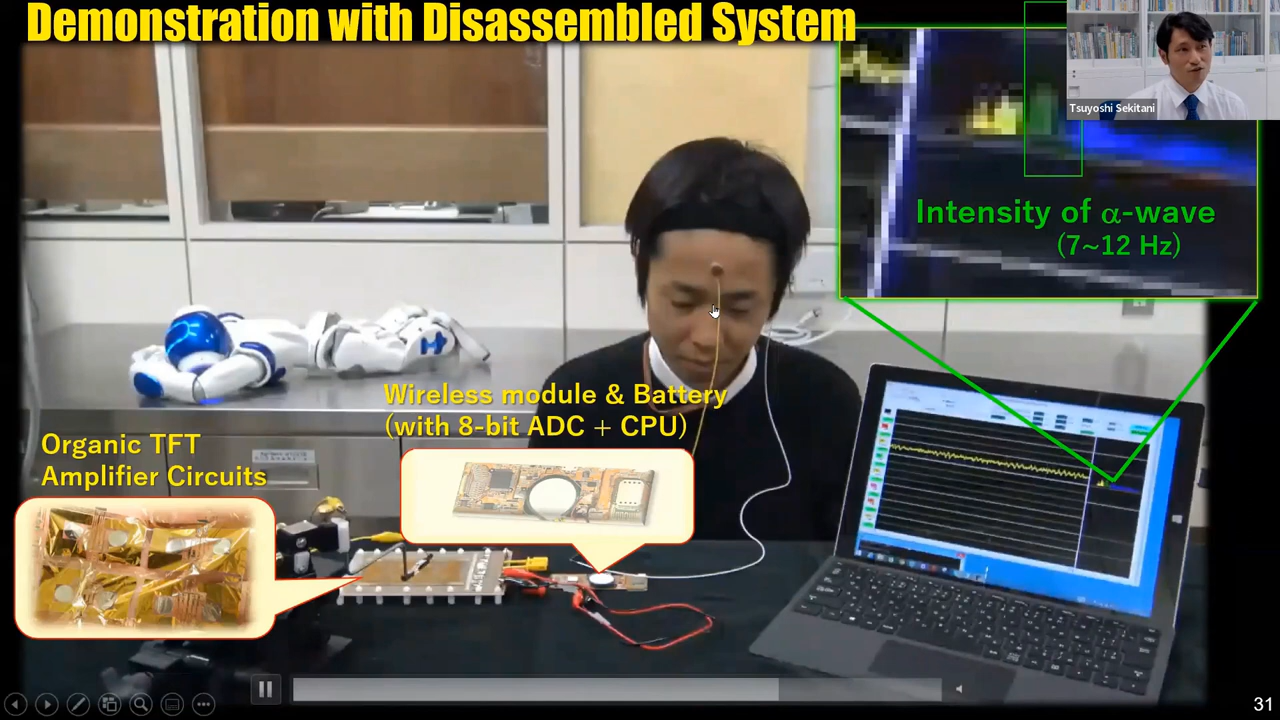 Demonstration with Disassembled System
Tsuyoshi Sekitani
Intensity of α-wave
(7~12 Hz)
Wireless module & Battery
(with 8-bit ADC + CPU)
Organic TFT
Amplifier Circuits
31